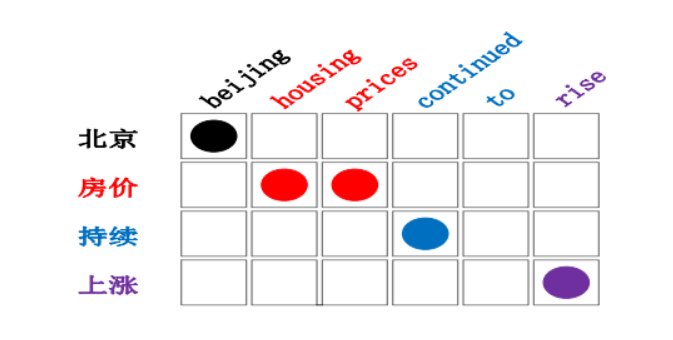 beijing housing prices continued to rise
北京
房价
持续
上涨